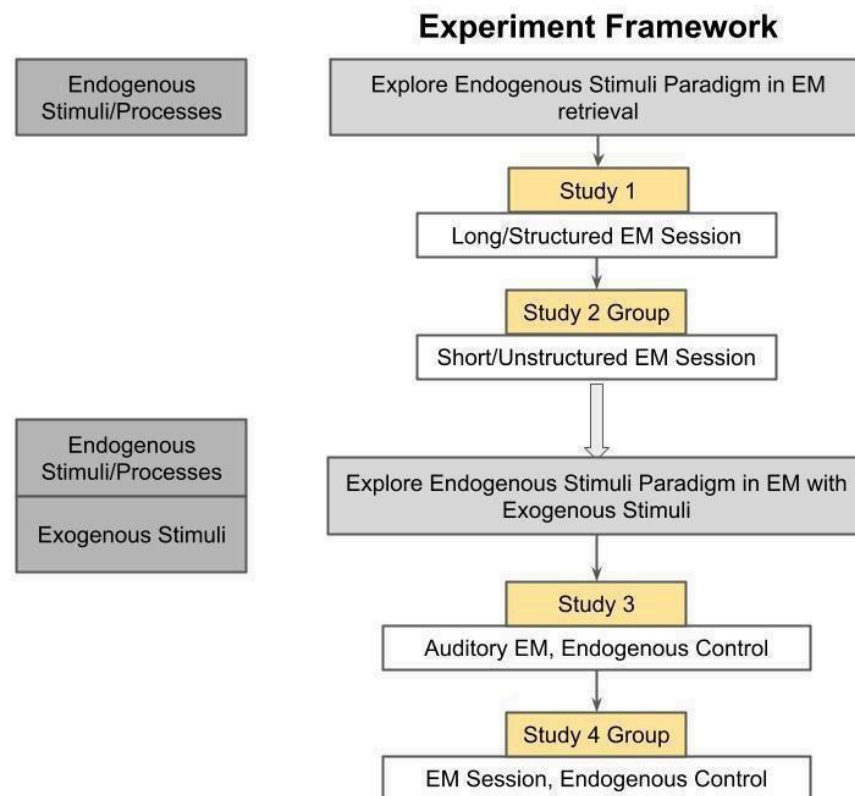 Experiment Framework
Endogenous
Stimuli/Processes
Explore Endogenous Stimuli Paradigm in EM
retrieval
Study 1
Long/Structured EM Session
Study 2 Group
Short/Unstructured EM Session
Endogenous
Stimuli/Processes
Exogenous Stimuli
Explore Endogenous Stimuli Paradigm in EM with
Exogenous Stimuli
Study 3
Auditory EM, Endogenous Control
Study 4 Group
EM Session, Endogenous Control